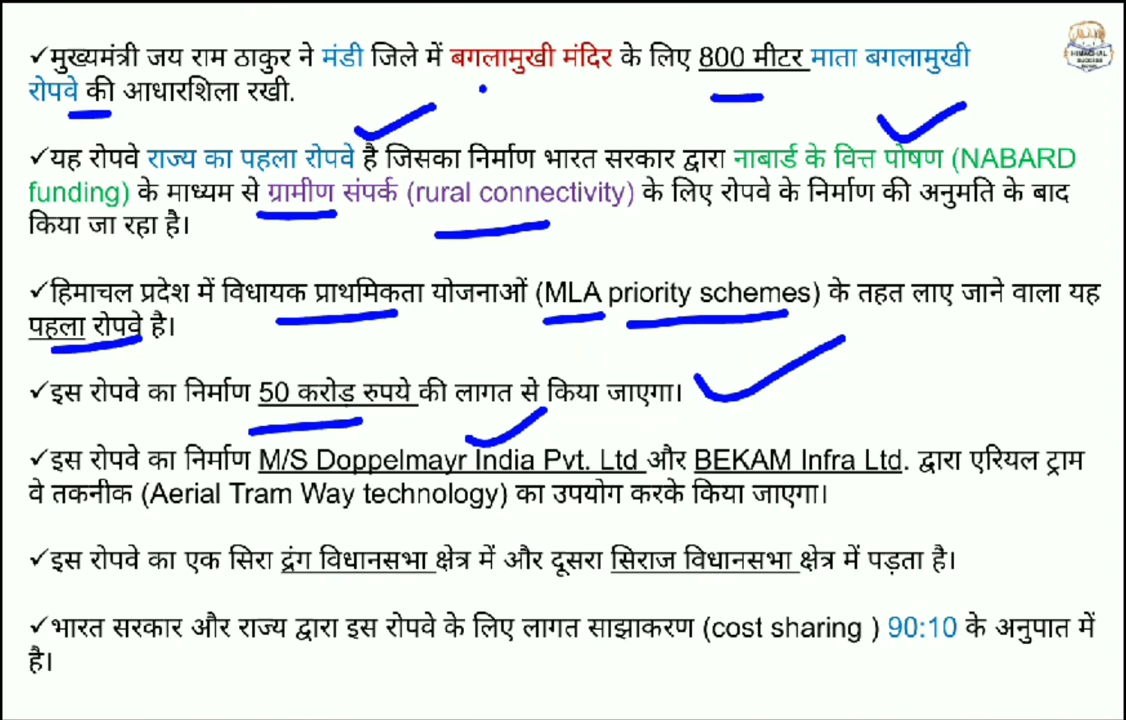 ✓मुख्यमंत्री जय राम ठाकुर ने मंडी जिले में बगलामुखी मंदिर के लिए 800 मीटर माता बगलामुखी
रोपवे की आधारशिला रखी.
✓यह रोपवे राज्य का पहला रोपवे है जिसका निर्माण भारत सरकार द्वारा नाबार्ड के वित्त पोषण (NABARD
funding) के माध्यम से ग्रामीण संपर्क (rural connectivity) के लिए रोपवे के निर्माण की अनुमति के बाद
किया जा रहा है।
✓हिमाचल प्रदेश में विधायक प्राथमिकता योजनाओं (MLA priority schemes) के तहत लाए जाने वाला यह
पहला रोपवे है।
✓इस रोपवे का निर्माण 50 करोड़ रुपये की लागत से किया जाएगा।
✓इस रोपवे का निर्माण M/S Doppelmayr India Pvt. Ltd और BEKAM Infra Ltd. द्वारा एरियल ट्राम
वे तकनीक (Aerial Tram Way technology) का उपयोग करके किया जाएगा।
✓इस रोपवे का एक सिरा द्रंग विधानसभा क्षेत्र में और दूसरा सिराज विधानसभा क्षेत्र में पड़ता है।
✓भारत सरकार और राज्य द्वारा इस रोपवे के लिए लागत साझाकरण (cost sharing ) 90:10 के अनुपात में
है।
HIMACHAL
SUCCESS